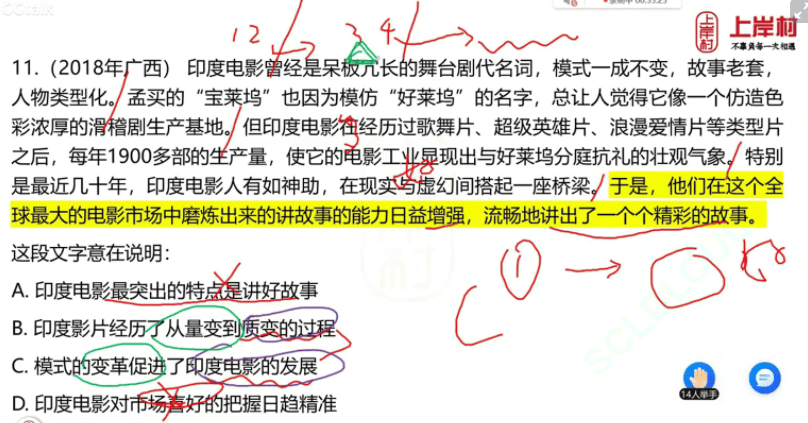 CCtalk
录制中 00:33:25
12 3 4
上岸村
上岸村
不辜负每一次相遇
11.（2018年广西） 印度电影曾经是呆板冗长的舞台剧代名词，模式一成不变，故事老套，
人物类型化。孟买的“宝莱坞”也因为模仿“好莱坞”的名字，总让人觉得它像一个仿造色
彩浓厚的滑稽剧生产基地。但印度电影在经历过歌舞片、超级英雄片、浪漫爱情片等类型片
之后，每年1900多部的生产量，使它的电影工业呈现出与好莱坞分庭抗礼的壮观气象。特别
是最近几十年，印度电影人有如神助，在现实与虚幻间搭起一座桥梁。于是，他们在这个全
球最大的电影市场中磨炼出来的讲故事的能力日益增强，流畅地讲出了一个个精彩的故事。
这段文字意在说明：
A. 印度电影最突出的特点是讲好故事
B. 印度影片经历了从量变到质变的过程
C. 模式的变革促进了印度电影的发展
D. 印度电影对市场喜好的把握日趋精准
1
14人举手